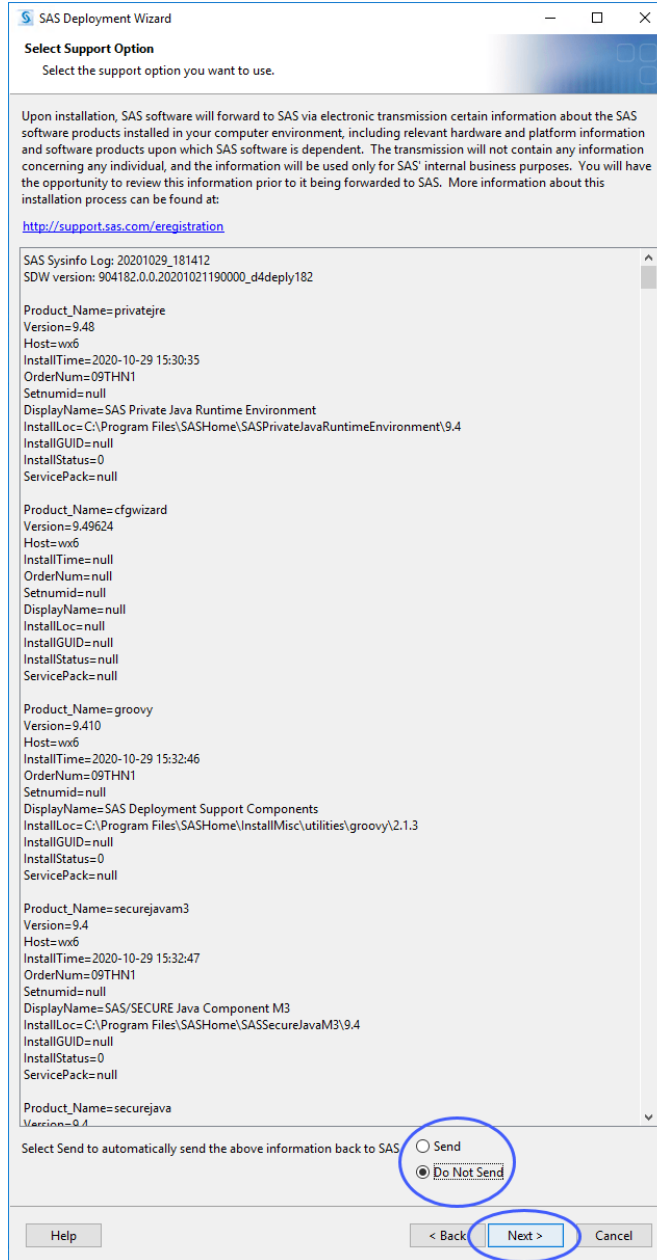 SAS Deployment Wizard
Select Support Option
Select the support option you want to use.
Upon installation, SAS software will forward to SAS via electronic transmission certain information about the SAS
software products installed in your computer environment, including relevant hardware and platform information
and software products upon which SAS software is dependent. The transmission will not contain any information
concerning any individual, and the information will be used only for SAS' internal business purposes. You will have
the opportunity to review this information prior to it being forwarded to SAS. More information about this
installation process can be found at:
http://support.sas.com/eregistration
SAS Sysinfo Log: 20201029_181412
SDW version: 904182.0.0.20201021190000_d4deply182
Product_Name=privatejre
Version=9.48
Host=wx6
InstallTime=2020-10-29 15:30:35
OrderNum=09THN1
Setnumid=null
DisplayName=SAS Private Java Runtime Environment
InstallLoc=C:\Program Files\SASHome\SASPrivateJavaRuntimeEnvironment\9.4
InstallGUID=null
InstallStatus=0
ServicePack=null
Product_Name=cfgwizard
Version=9.49624
Host=wx6
InstallTime=null
OrderNum=null
Setnumid=null
DisplayName=null
InstallLoc=null
InstallGUID=null
InstallStatus=null
ServicePack=null
Product_Name=groovy
Version=9.410
Host=wx6
InstallTime=2020-10-29 15:32:46
OrderNum=09THN1
Setnumid=null
DisplayName=SAS Deployment Support Components
InstallLoc=C:\Program Files\SASHome\InstallMisc\utilities\groovy\2.1.3
InstallGUID=null
InstallStatus=0
ServicePack=null
Product_Name=securejavam3
Version=9.4
Host=wx6
InstallTime=2020-10-29 15:32:47
OrderNum=09THN1
Setnumid=null
DisplayName=SAS/SECURE Java Component M3
InstallLoc=C:\Program Files\SASHome\SASSecureJavaM3\9.4
InstallGUID=null
InstallStatus=0
ServicePack=null
Product_Name=securejava
Version=9.4
Select Send to automatically send the above information back to SAS
Send
Do Not Send
Help
< Back
Next >
Cancel